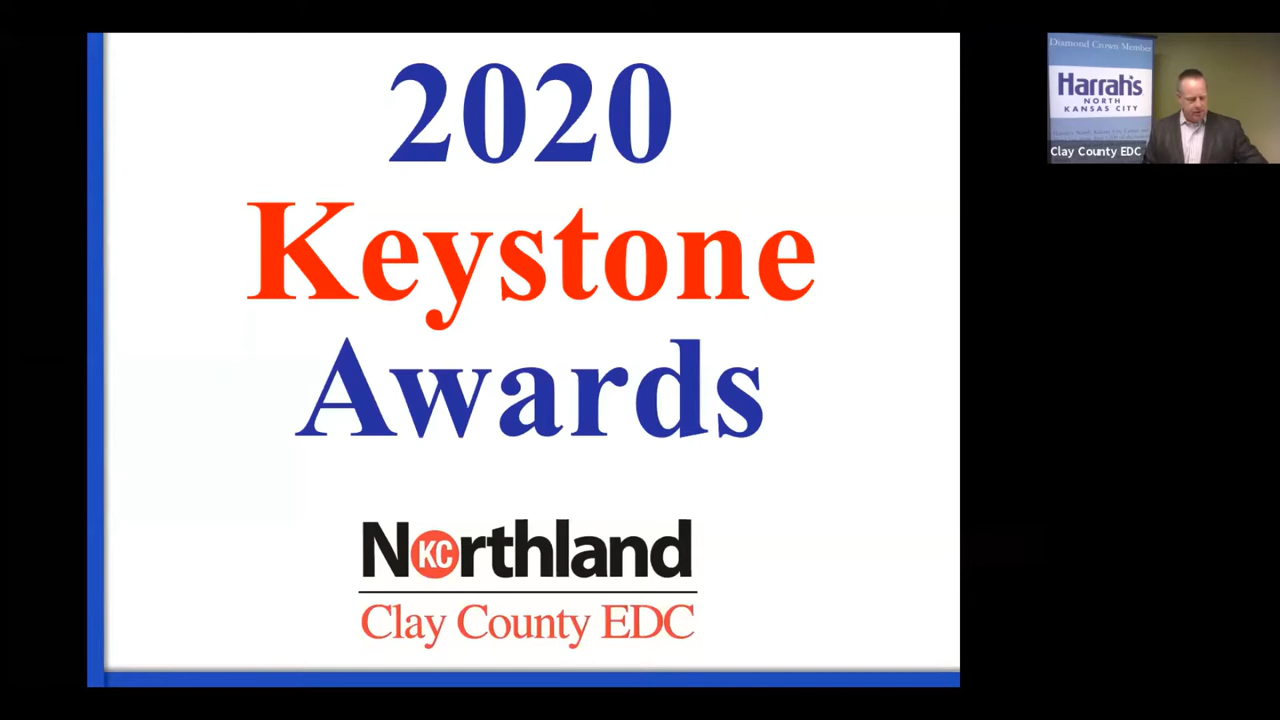 2020
Keystone
Awards
NKCrthland
Clay County EDC
Diamond Crown Member
Harrah's
NORTH
KANSAS CITY
Clay County EDC